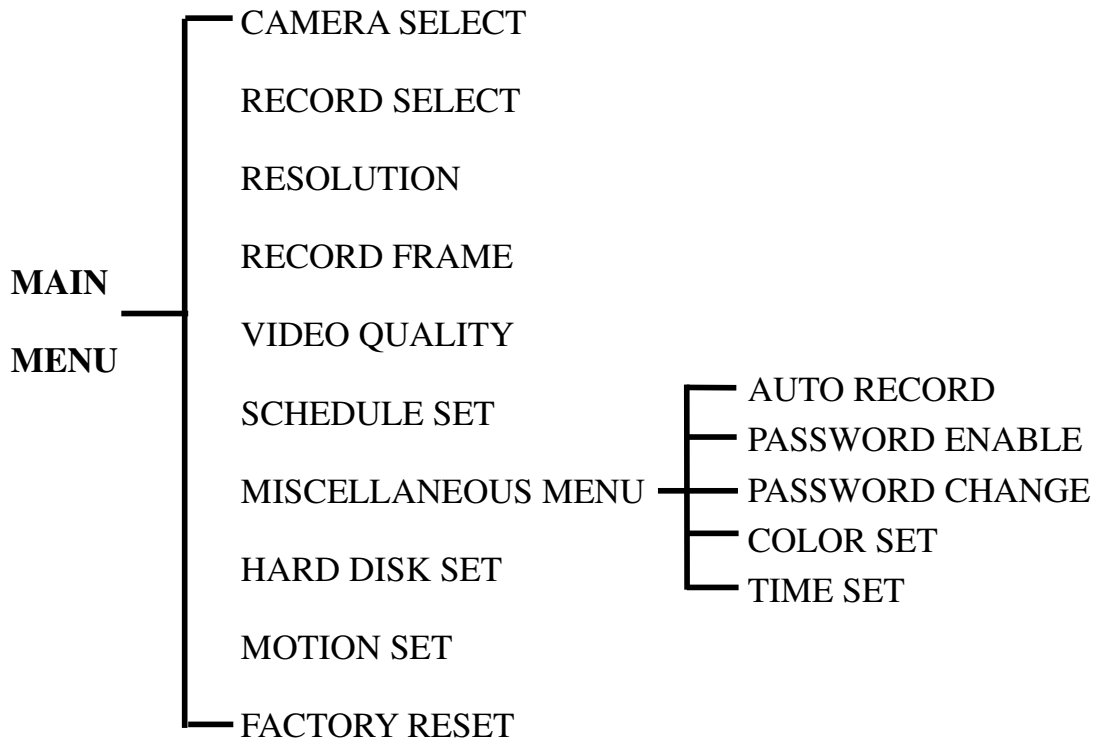 MAIN
MENU
CAMERA SELECT
RECORD SELECT
RESOLUTION
RECORD FRAME
VIDEO QUALITY
SCHEDULE SET
MISCELLANEOUS MENU
AUTO RECORD
PASSWORD ENABLE
PASSWORD CHANGE
COLOR SET
TIME SET
HARD DISK SET
MOTION SET
FACTORY RESET